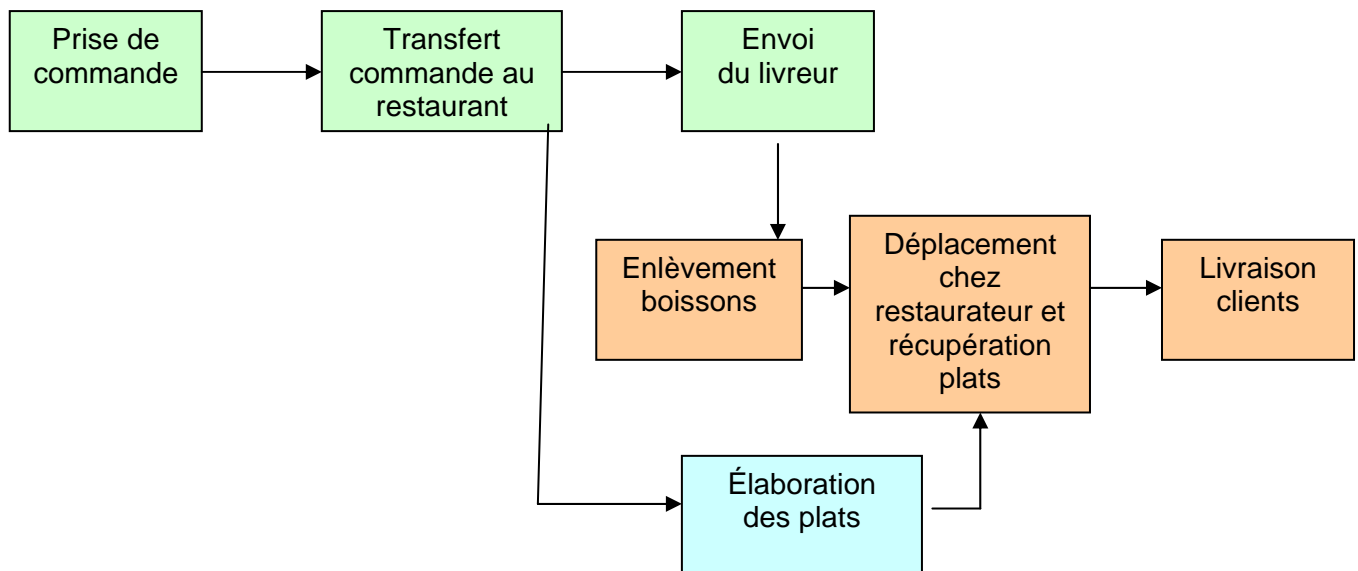 Prise de
commande
Transfert
commande au
restaurant
Envoi
du livreur
Enlèvement
boissons
Déplacement
chez
restaurateur et
récupération
plats
Livraison
clients
Élaboration
des plats